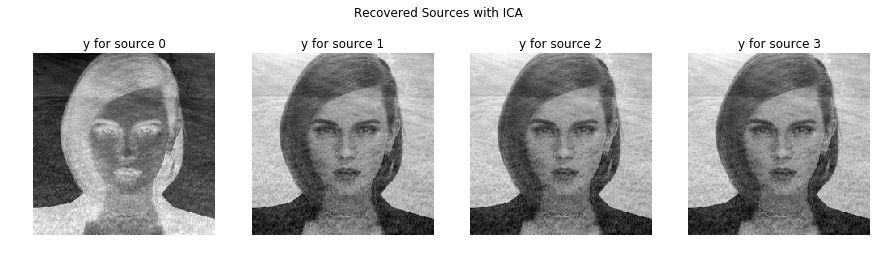 Recovered Sources with ICA
y for source 0
y for source 1
y for source 2
y for source 3